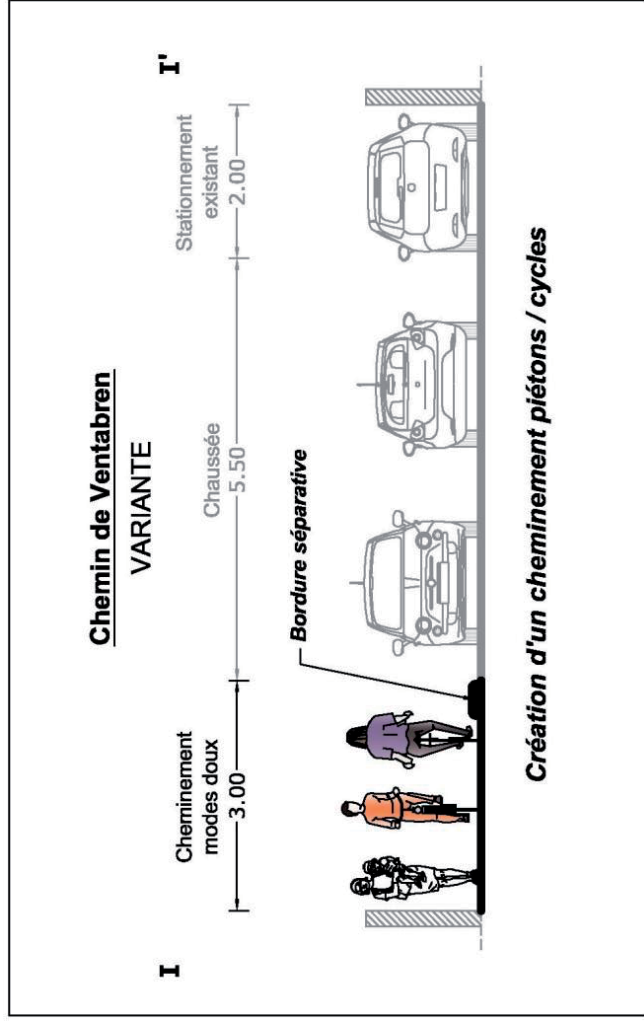 Chemin de Ventabren
VARIANTE
I
I'
Cheminement
modes doux
3.00
Chaussée
5.50
Stationnement
existant
2.00
Bordure séparative
Création d'un cheminement piétons / cycles